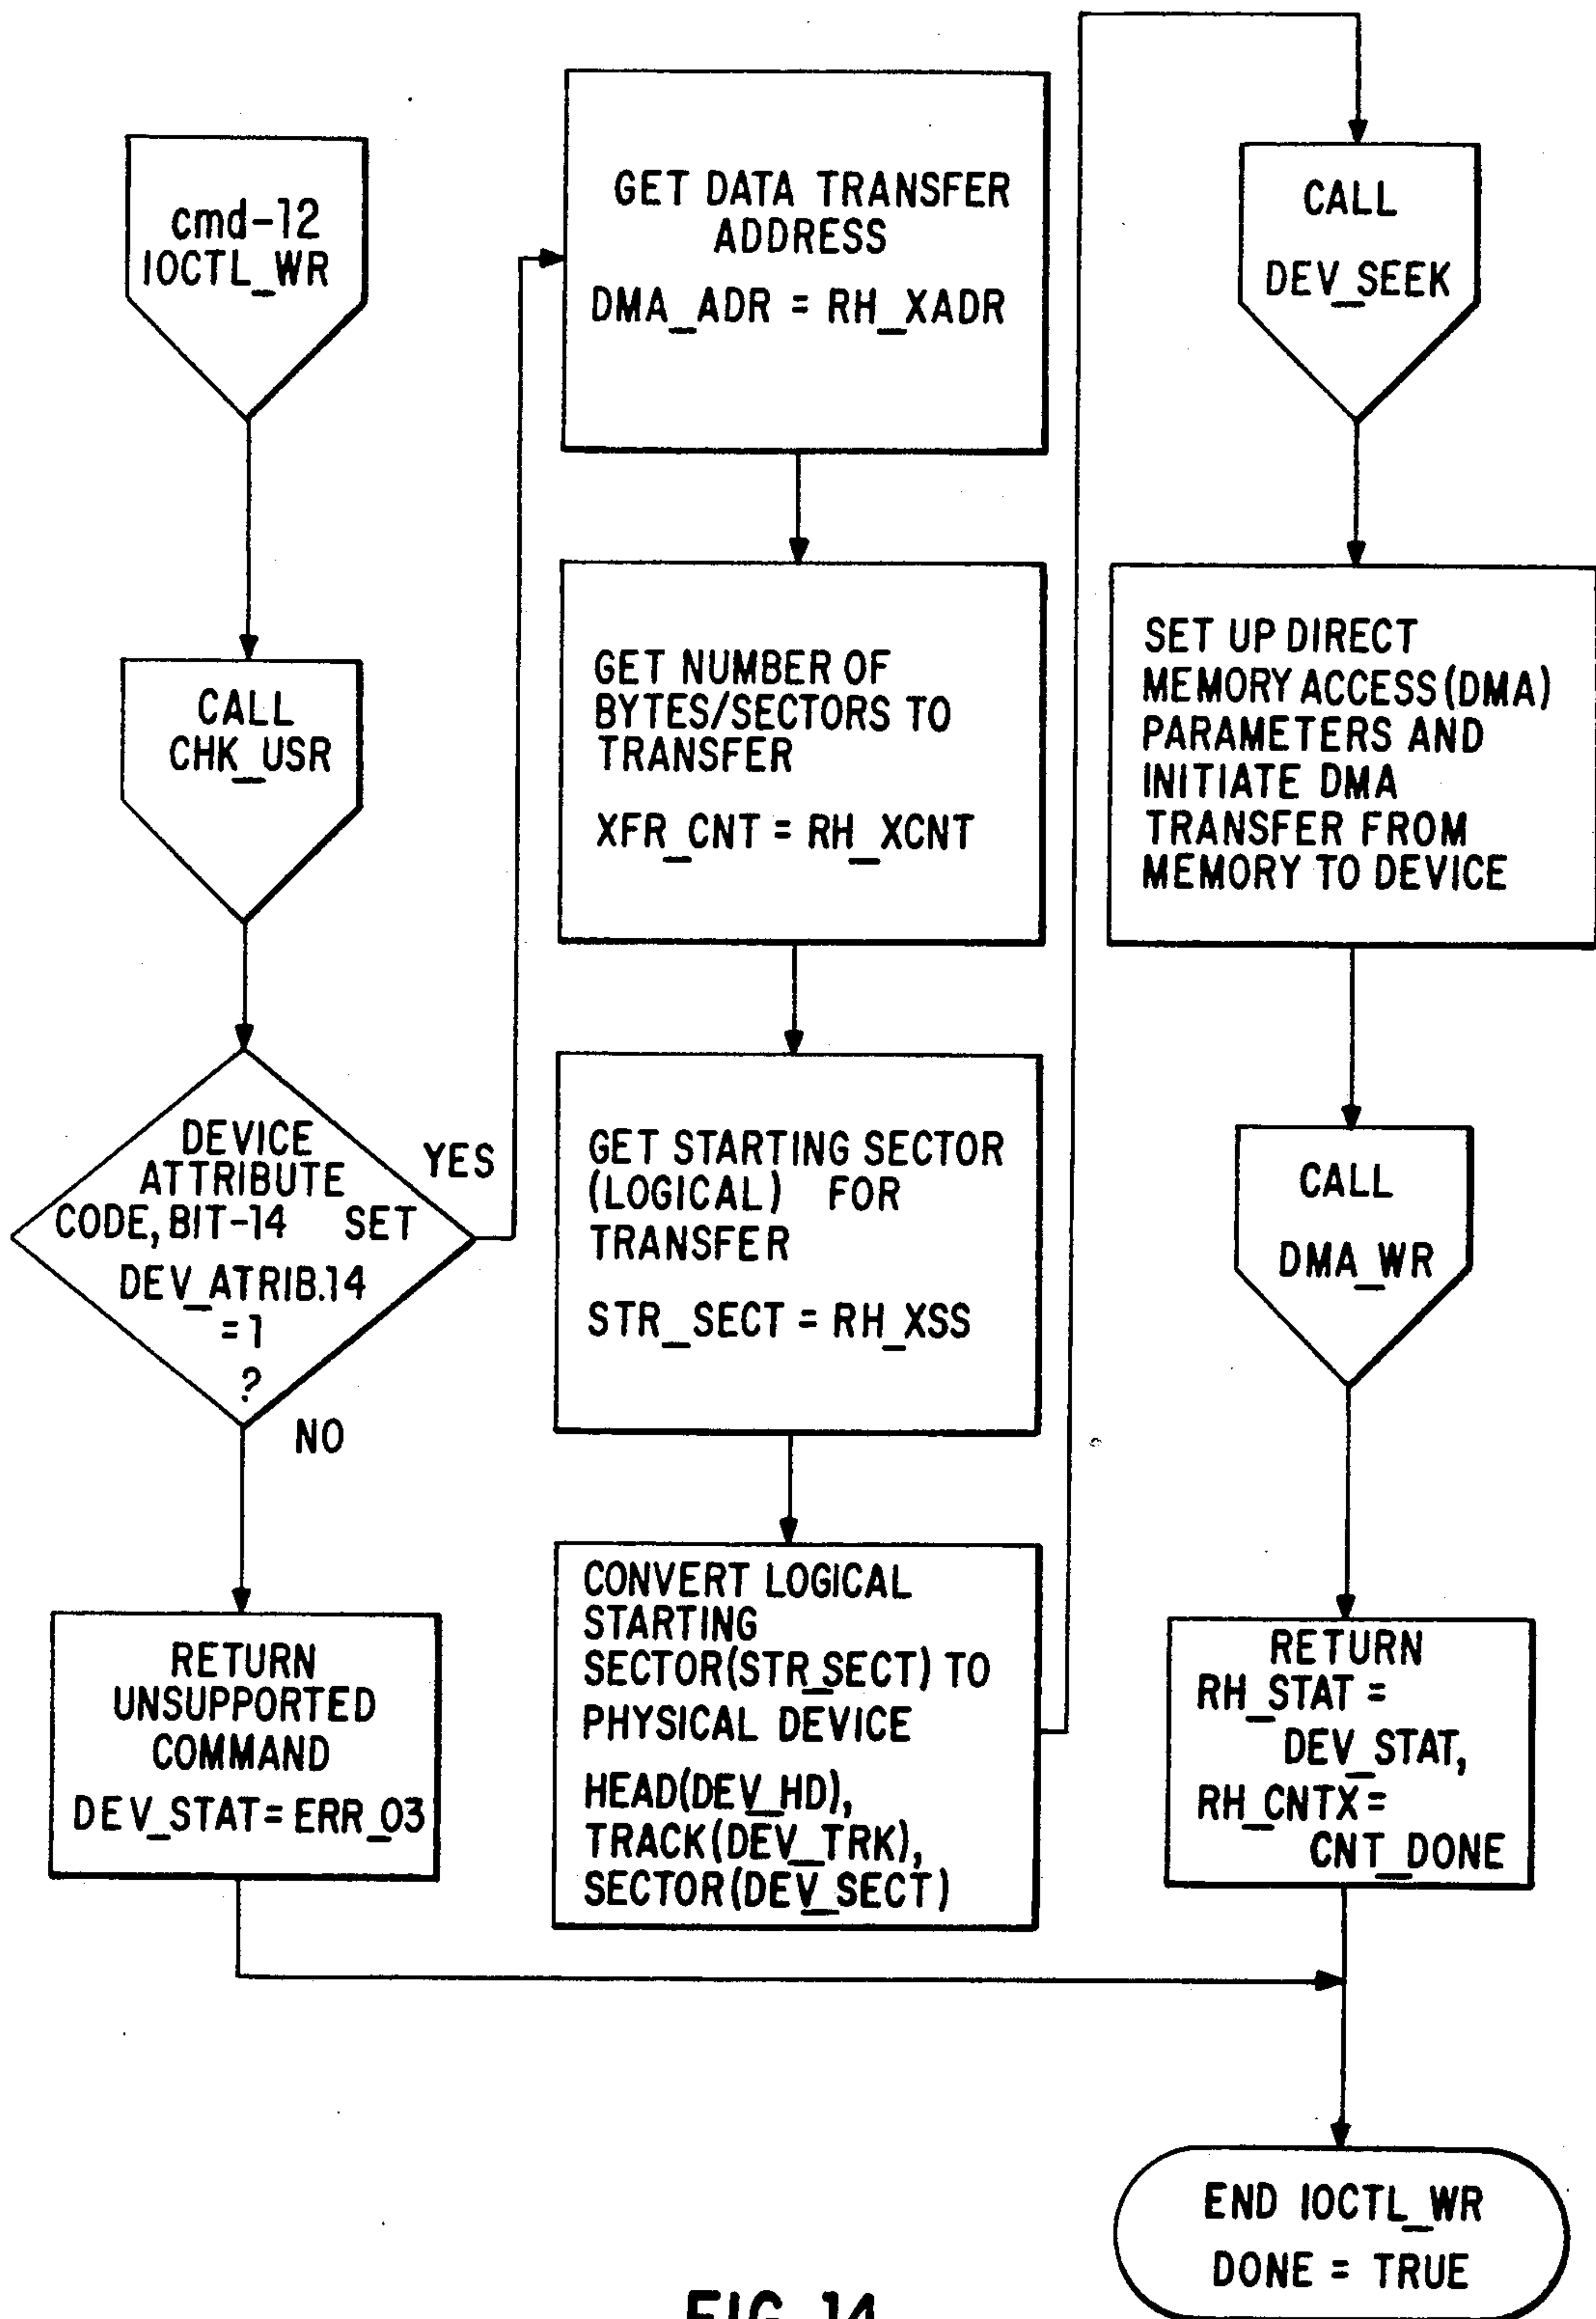 cmd-12
IOCTL_WR
CALL
CHK_USR
DEVICE
ATTRIBUTE
CODE, BIT-14 SET
DEV_ATRIB.14
=1
?
YES
NO
RETURN
UNSUPPORTED
COMMAND
DEV_STAT=ERR_03
GET DATA TRANSFER
ADDRESS
DMA_ADR = RH_XADR
GET NUMBER OF
BYTES/SECTORS TO
TRANSFER
XFR_CNT = RH_XCNT
GET STARTING SECTOR
(LOGICAL) FOR
TRANSFER
STR_SECT = RH_XSS
CONVERT LOGICAL
STARTING
SECTOR(STR_SECT) TO
PHYSICAL DEVICE
HEAD(DEV_HD),
TRACK(DEV_TRK),
SECTOR(DEV_SECT)
CALL
DEV_SEEK
SET UP DIRECT
MEMORY ACCESS(DMA)
PARAMETERS AND
INITIATE DMA
TRANSFER FROM
MEMORY TO DEVICE
CALL
DMA_WR
RETURN
RH_STAT =
DEV_STAT,
RH_CNTX =
CNT_DONE
END IOCTL_WR
DONE = TRUE
FIG. 14